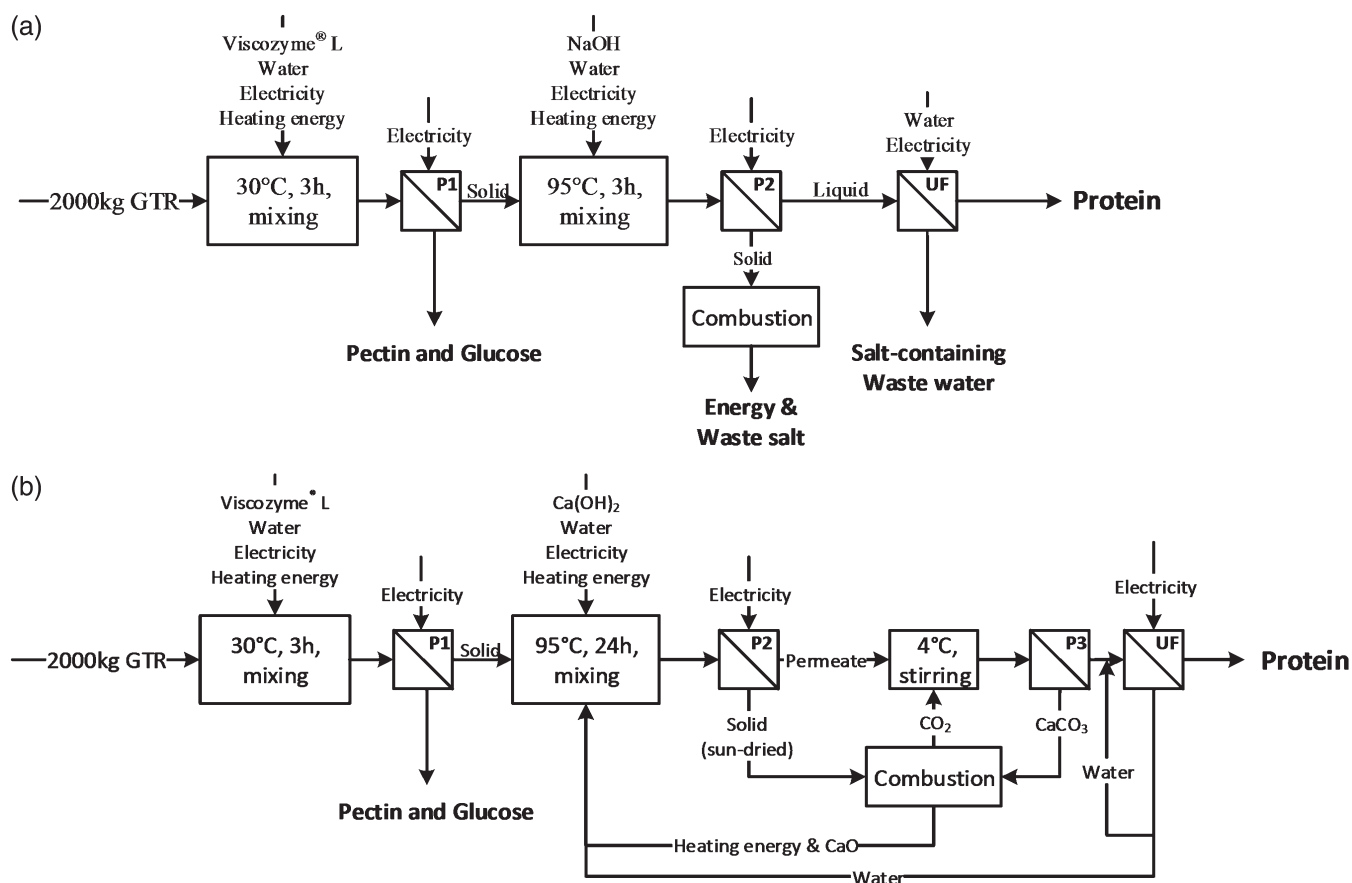 (a)
Viscozyme® L
Water
Electricity
Heating energy
NaOH
Water
Electricity
Heating energy
Electricity
Electricity
Water
Electricity
2000kg GTR
30°C, 3h,
mixing
P1
Solid
95°C, 3h,
mixing
P2
Liquid
UF
Protein
Solid
Combustion
Pectin and Glucose
Salt-containing
Waste water
Energy &
Waste salt
(b)
Viscozyme® L
Water
Electricity
Heating energy
Ca(OH)₂
Water
Electricity
Heating energy
Electricity
Electricity
Electricity
2000kg GTR
30°C, 3h,
mixing
P1
Solid
95°C, 24h,
mixing
P2
Permeate
4°C,
stirring
P3
UF
Protein
Solid
(sun-dried)
CO₂
CaCO₃
Combustion
Water
Pectin and Glucose
Heating energy & CaO
Water